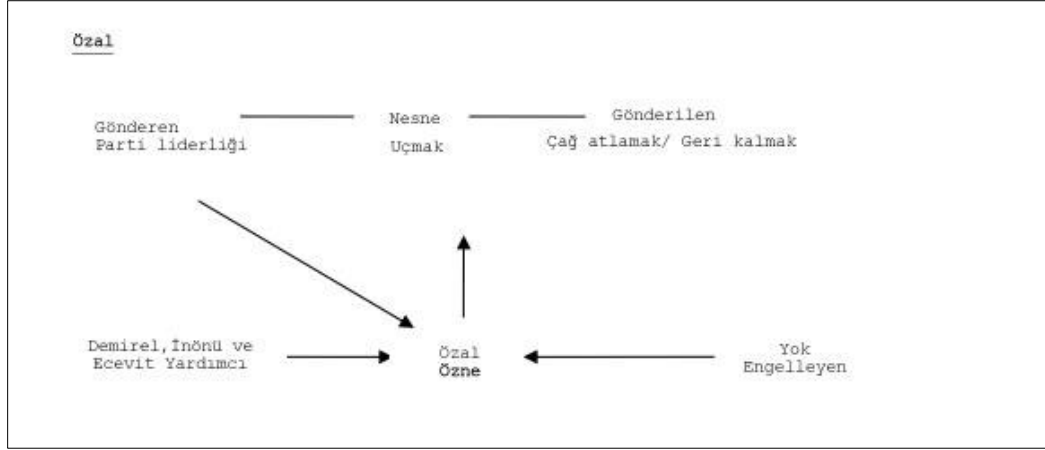 Özal
Gönderen
Parti liderliği
Nesne
Uçmak
Gönderilen
Çağ atlamak/ Geri kalmak
Demirel,İnönü ve
Ecevit Yardımcı
Özal
Özne
Yok
Engelleyen